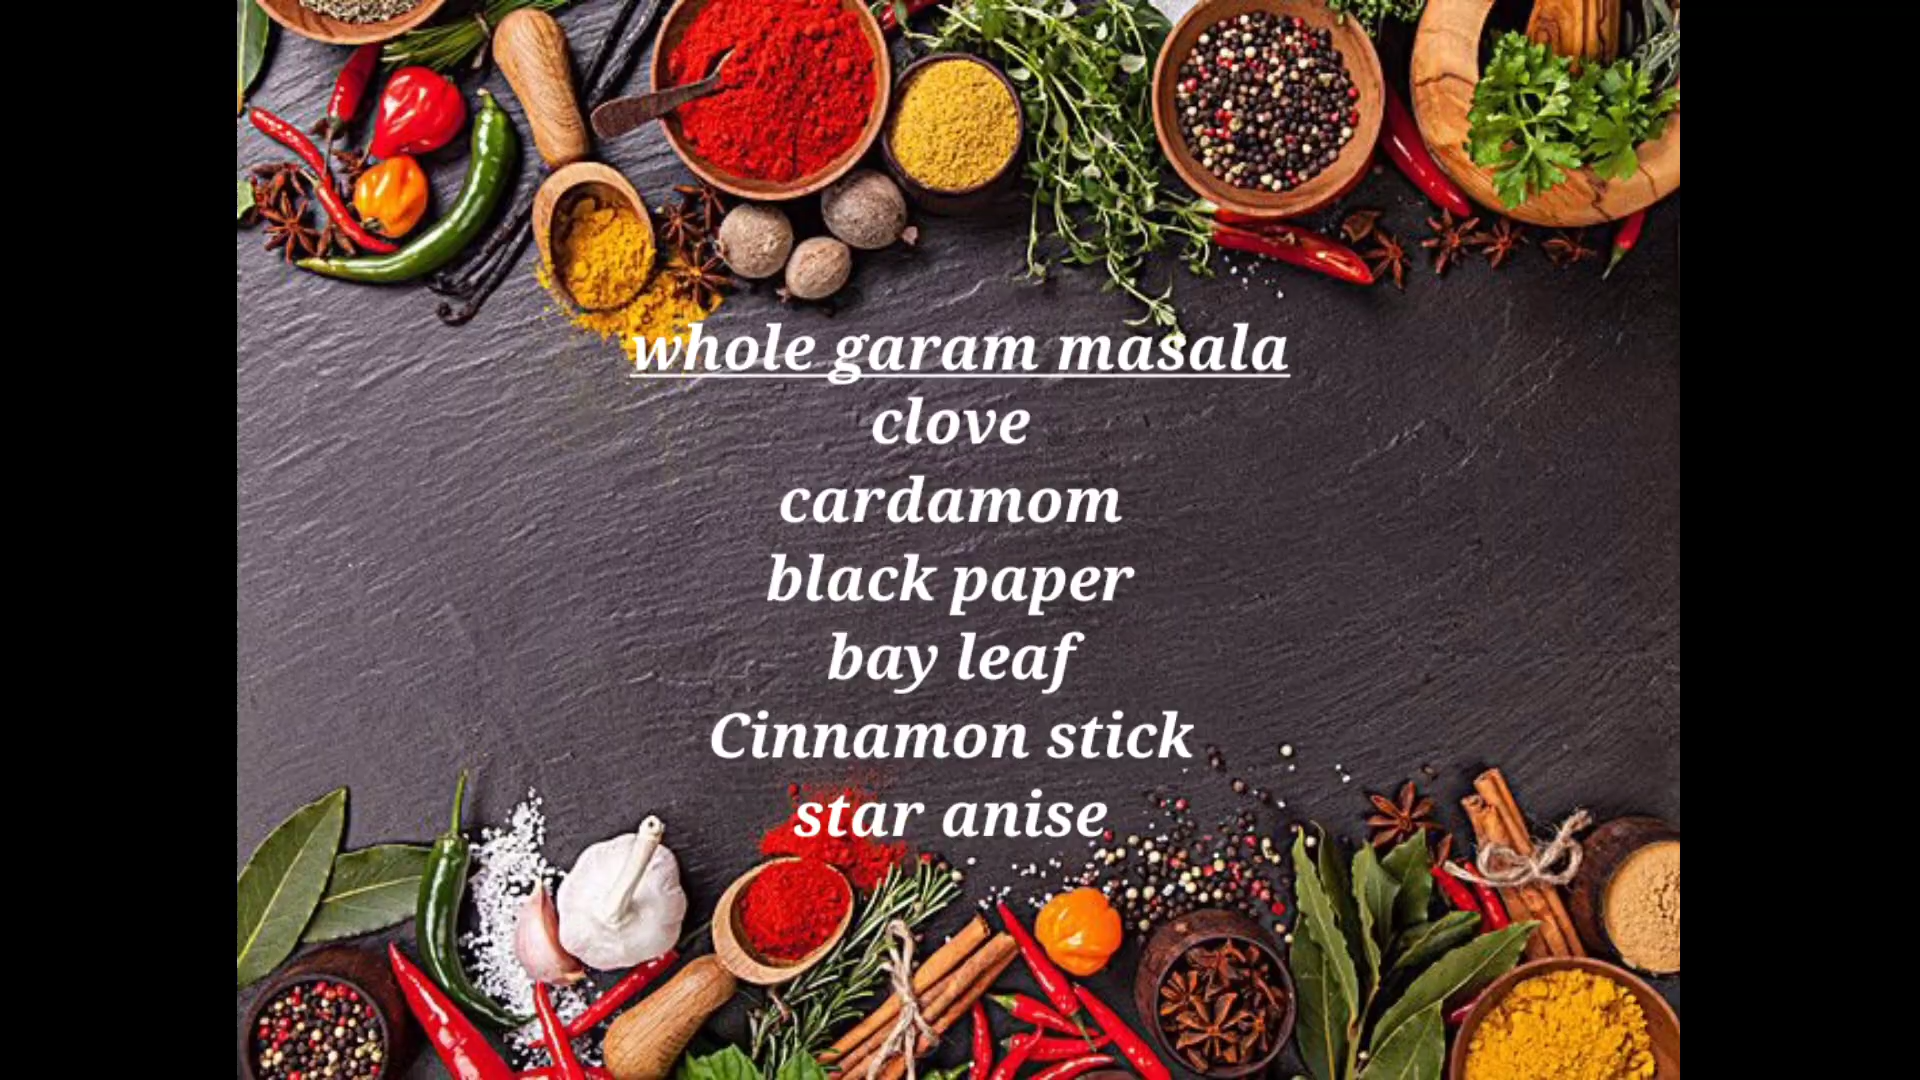 whole garam masala
clove
cardamom
black paper
bay leaf
Cinnamon stick
star anise